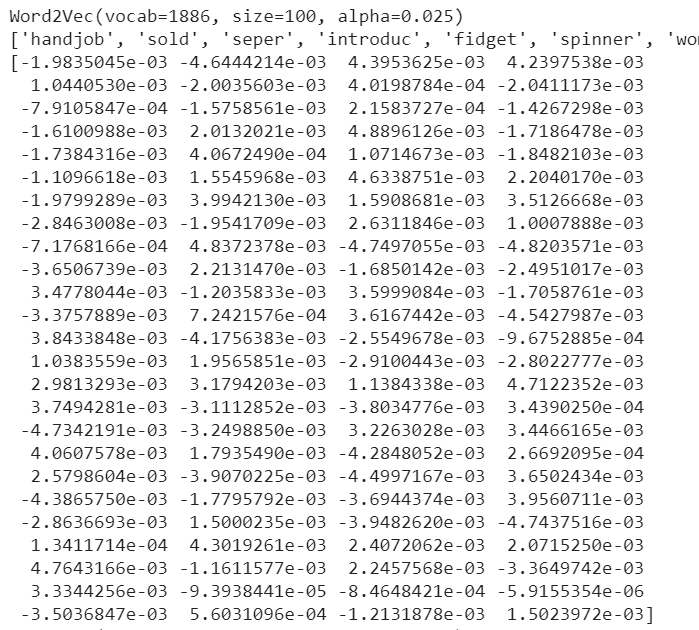 Word2Vec(vocab=1886, size=100, alpha=0.025)
['handjob', 'sold', 'seper', 'introduc', 'fidget', 'spinner', 'wo
[-1.9835045e-03 -4.6444214e-03  4.3953625e-03  4.2397538e-03
  1.0440530e-03 -2.0035603e-03  4.0198784e-04 -2.0411173e-03
 -7.9105847e-04 -1.5758561e-03  2.1583727e-04 -1.4267298e-03
 -1.6100988e-03  2.0132021e-03  4.8896126e-03 -1.7186478e-03
 -1.7384316e-03  4.0672490e-04  1.0714673e-03 -1.8482103e-03
 -1.1096618e-03  1.5545968e-03  4.6338751e-03  2.2040170e-03
 -1.9799289e-03  3.9942130e-03  1.5908681e-03  3.5126668e-03
 -2.8463008e-03 -1.9541709e-03  2.6311846e-03  1.0007888e-03
 -7.1768166e-04  4.8372378e-03 -4.7497055e-03 -4.8203571e-03
 -3.6506739e-03  2.2131470e-03 -1.6850142e-03 -2.4951017e-03
  3.4778044e-03 -1.2035833e-03  3.5999084e-03 -1.7058761e-03
 -3.3757889e-03  7.2421576e-04  3.6167442e-03 -4.5427987e-03
  3.8433848e-03 -4.1756383e-03 -2.5549678e-03 -9.6752885e-04
  1.0383559e-03  1.9565851e-03 -2.9100443e-03 -2.8022777e-03
  2.9813293e-03  3.1794203e-03  1.1384338e-03  4.7122352e-03
  3.7494281e-03 -3.1112852e-03 -3.8034776e-03  3.4390250e-04
 -4.7342191e-03 -3.2498850e-03  3.2263028e-03  3.4466165e-03
  4.0607578e-03  1.7935490e-03 -4.2848052e-03  2.6692095e-04
  2.5798604e-03 -3.9070225e-03 -4.4997167e-03  3.6502434e-03
 -4.3865750e-03 -1.7795792e-03 -3.6944374e-03  3.9560711e-03
 -2.8636693e-03  1.5000235e-03 -3.9482620e-03 -4.7437516e-03
  1.3411714e-04  4.3019261e-03  2.4072062e-03  2.0715250e-03
  4.7643166e-03 -1.1611577e-03  2.2457568e-03 -3.3649742e-03
  3.3344256e-03 -9.3938441e-05 -8.4648421e-04 -5.9155354e-06
 -3.5036847e-03  5.6031096e-04 -1.2131878e-03  1.5023972e-03]